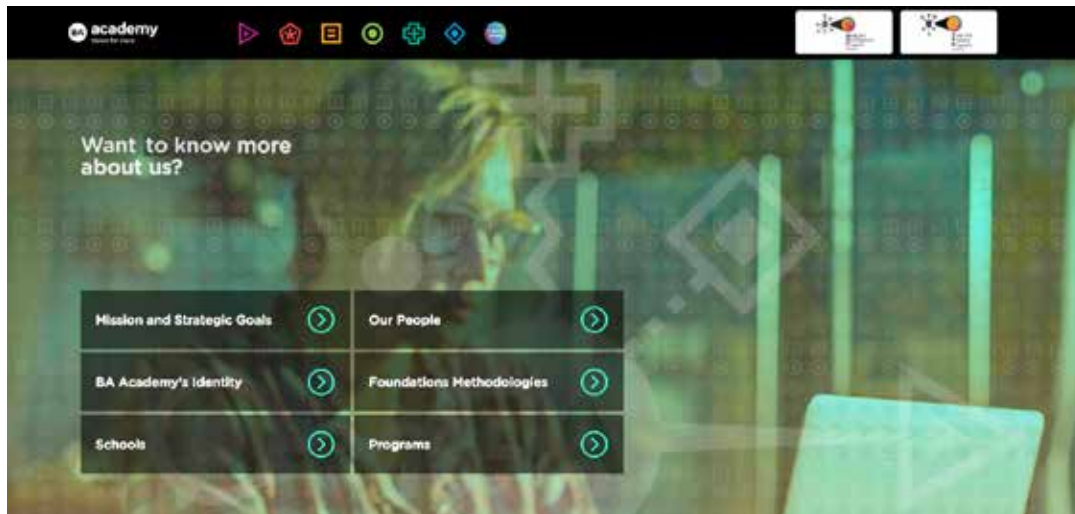 BA academy
Want to know more
about us?
Mission and Strategic Goals
Our People
BA Academy's Identity
Foundations Methodologies
Schools
Programs